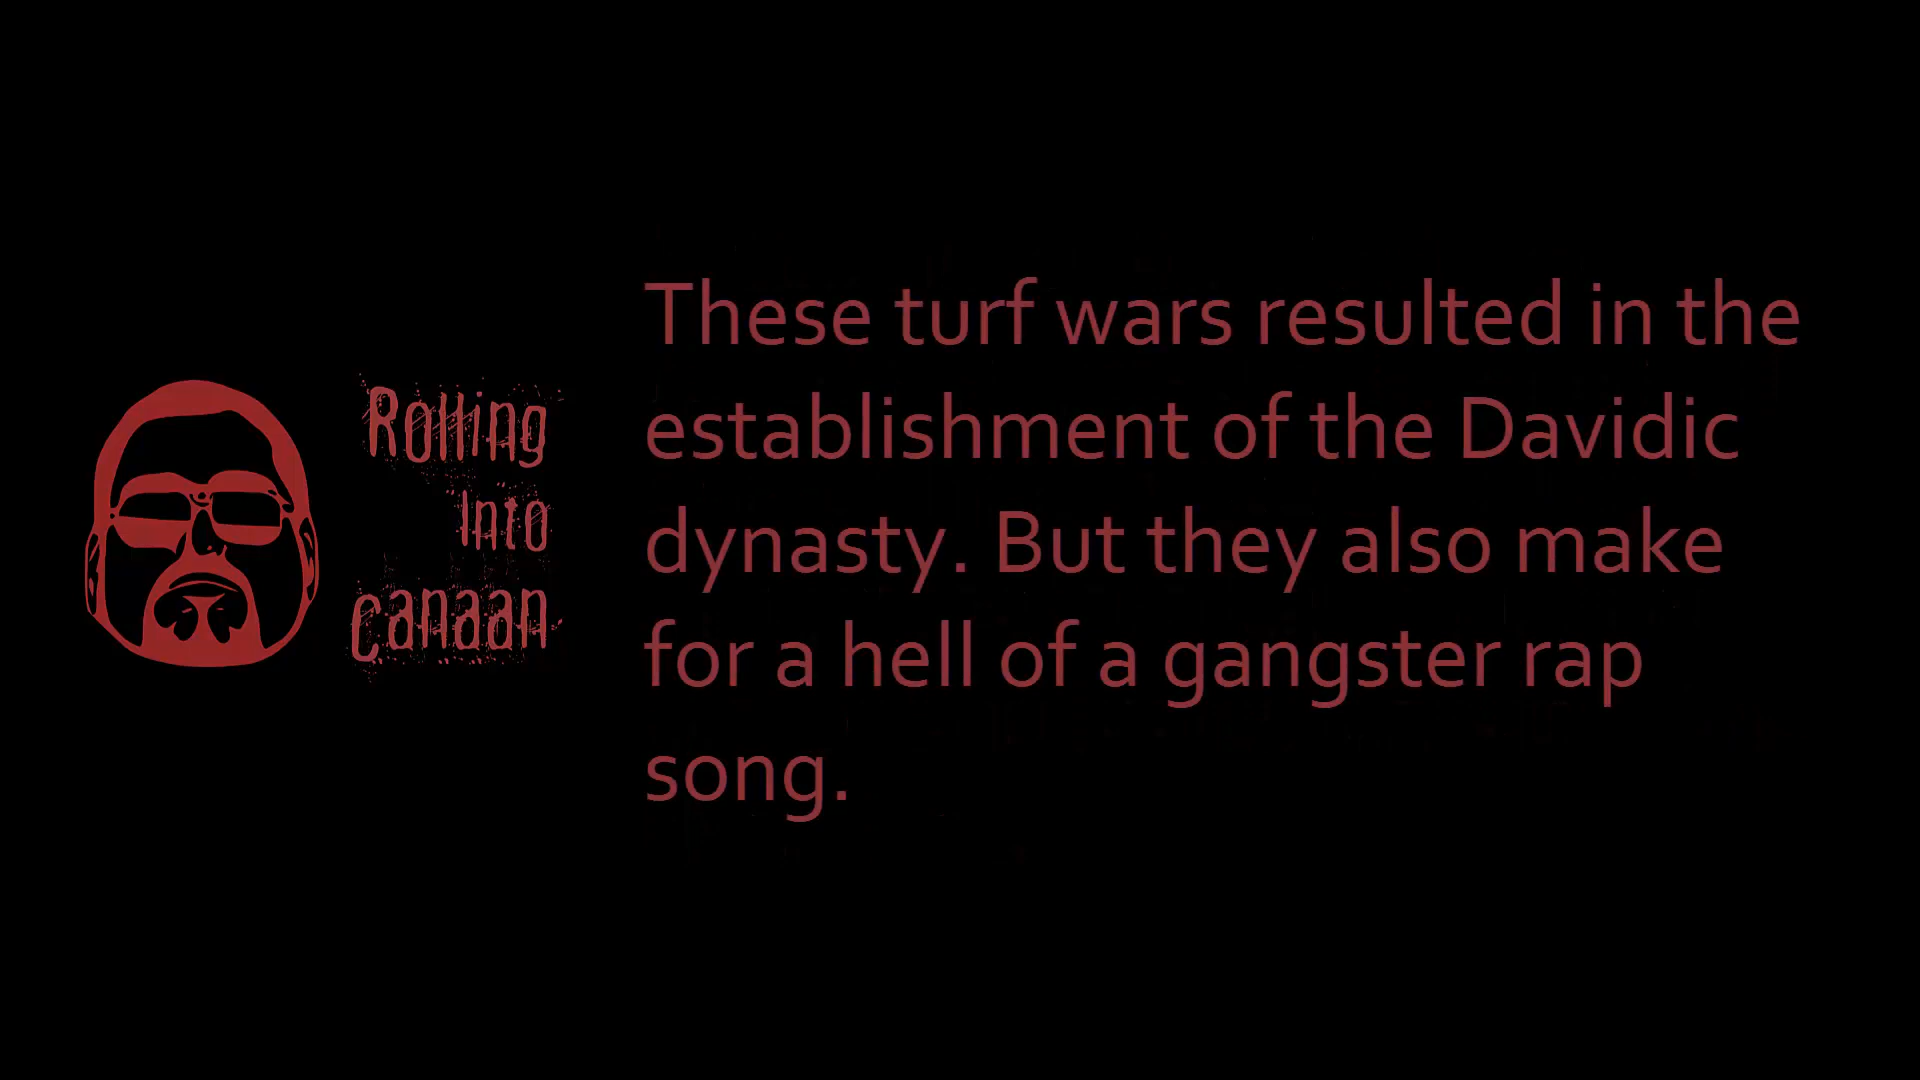 Rolling
Into
Canaan
These turf wars resulted in the
establishment of the Davidic
dynasty. But they also make
for a hell of a gangster rap
song.